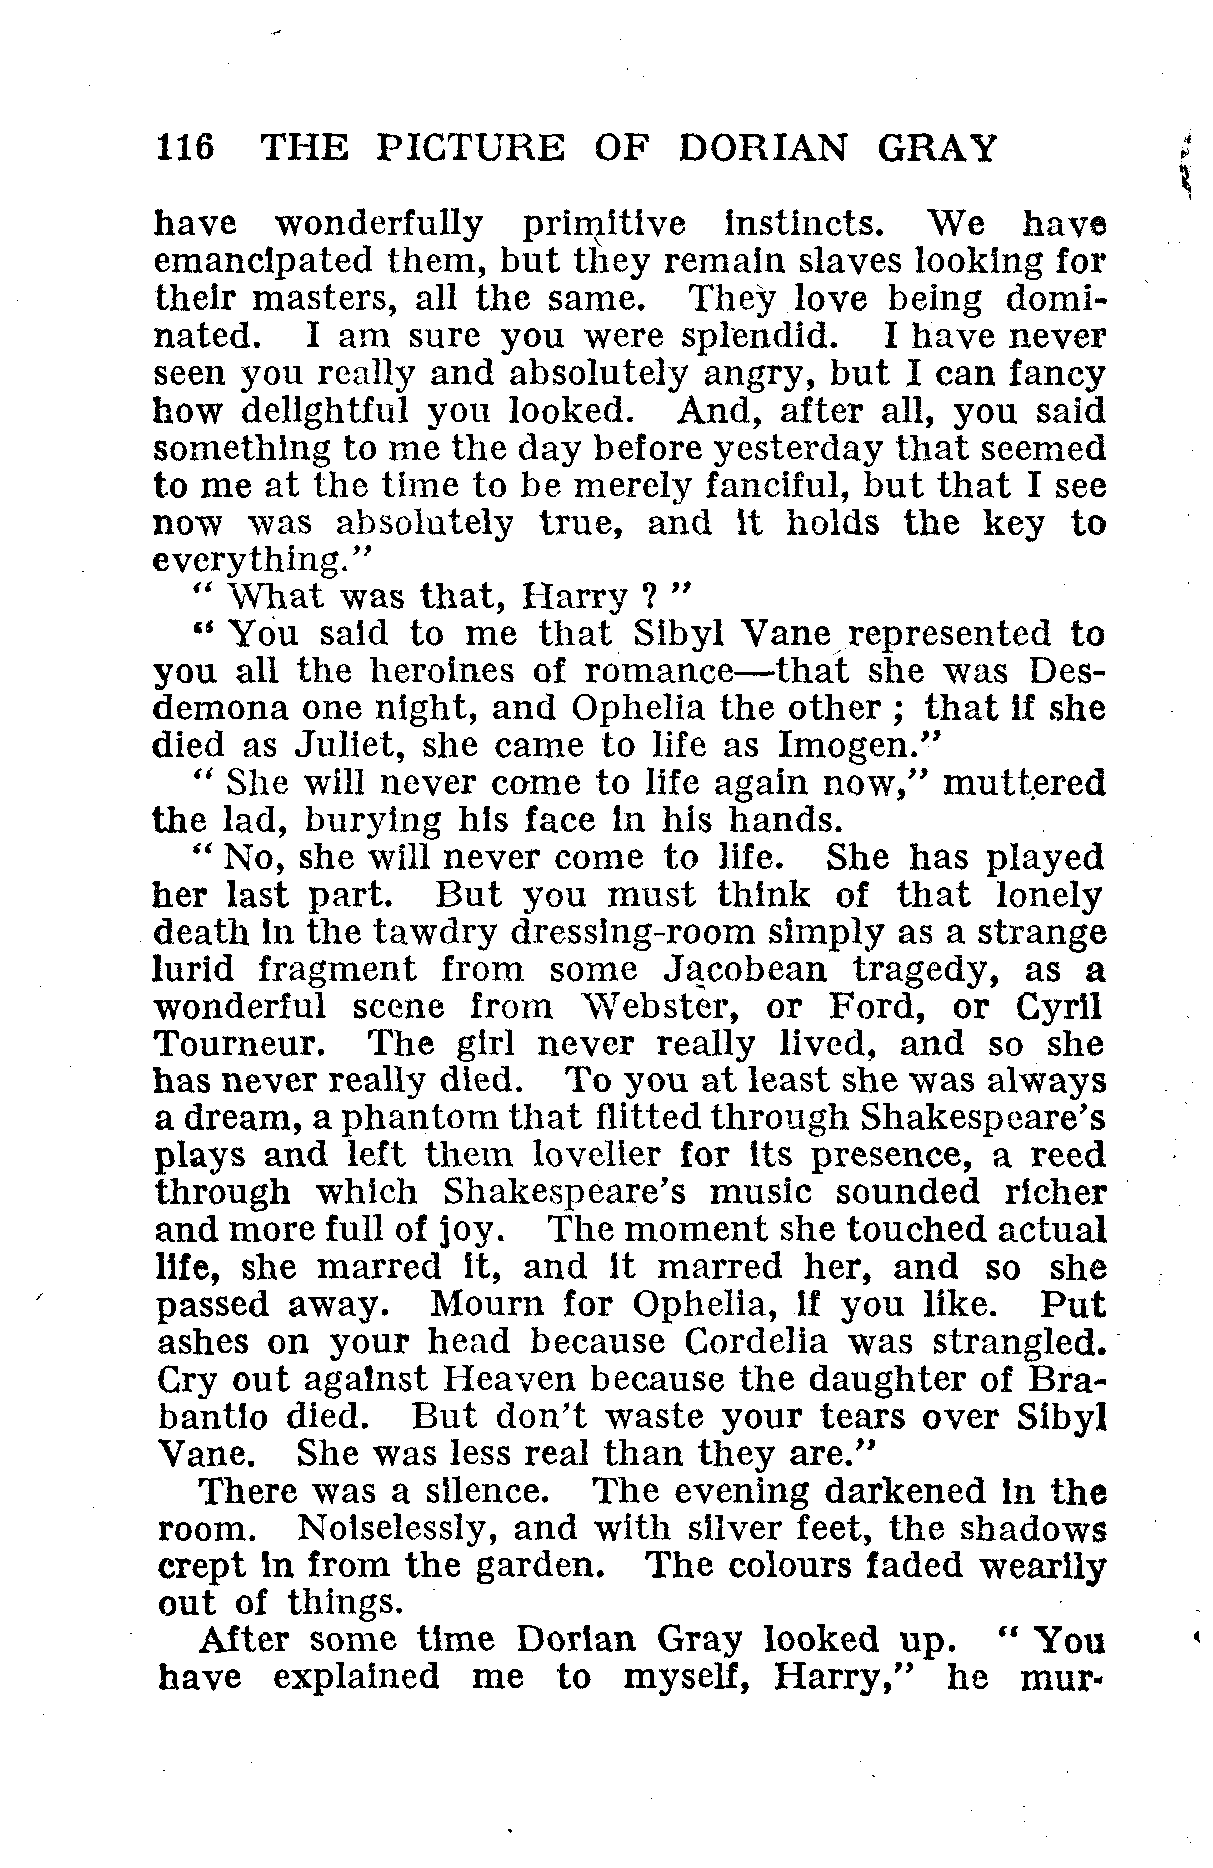 116 THE PICTURE OF DORIAN GRAY
have wonderfully primitive instincts. We have
emancipated them, but they remain slaves looking for
their masters, all the same. They love being domi-
nated. I am sure you were splendid. I have never
seen you really and absolutely angry, but I can fancy
how delightful you looked. And, after all, you said
something to me the day before yesterday that seemed
to me at the time to be merely fanciful, but that I see
now was absolutely true, and it holds the key to
everything."
" What was that, Harry ? "
" You said to me that Sibyl Vane represented to
you all the heroines of romance—that she was Des-
demona one night, and Ophelia the other ; that if she
died as Juliet, she came to life as Imogen."
" She will never come to life again now," muttered
the lad, burying his face in his hands.
" No, she will never come to life. She has played
her last part. But you must think of that lonely
death in the tawdry dressing-room simply as a strange
lurid fragment from some Jacobean tragedy, as a
wonderful scene from Webster, or Ford, or Cyril
Tourneur. The girl never really lived, and so she
has never really died. To you at least she was always
a dream, a phantom that flitted through Shakespeare's
plays and left them lovelier for its presence, a reed
through which Shakespeare's music sounded richer
and more full of joy. The moment she touched actual
life, she marred it, and it marred her, and so she
passed away. Mourn for Ophelia, if you like. Put
ashes on your head because Cordelia was strangled.
Cry out against Heaven because the daughter of Bra-
bantio died. But don't waste your tears over Sibyl
Vane. She was less real than they are."
There was a silence. The evening darkened in the
room. Noiselessly, and with silver feet, the shadows
crept in from the garden. The colours faded wearily
out of things.
After some time Dorian Gray looked up. " You
have explained me to myself, Harry," he mur-